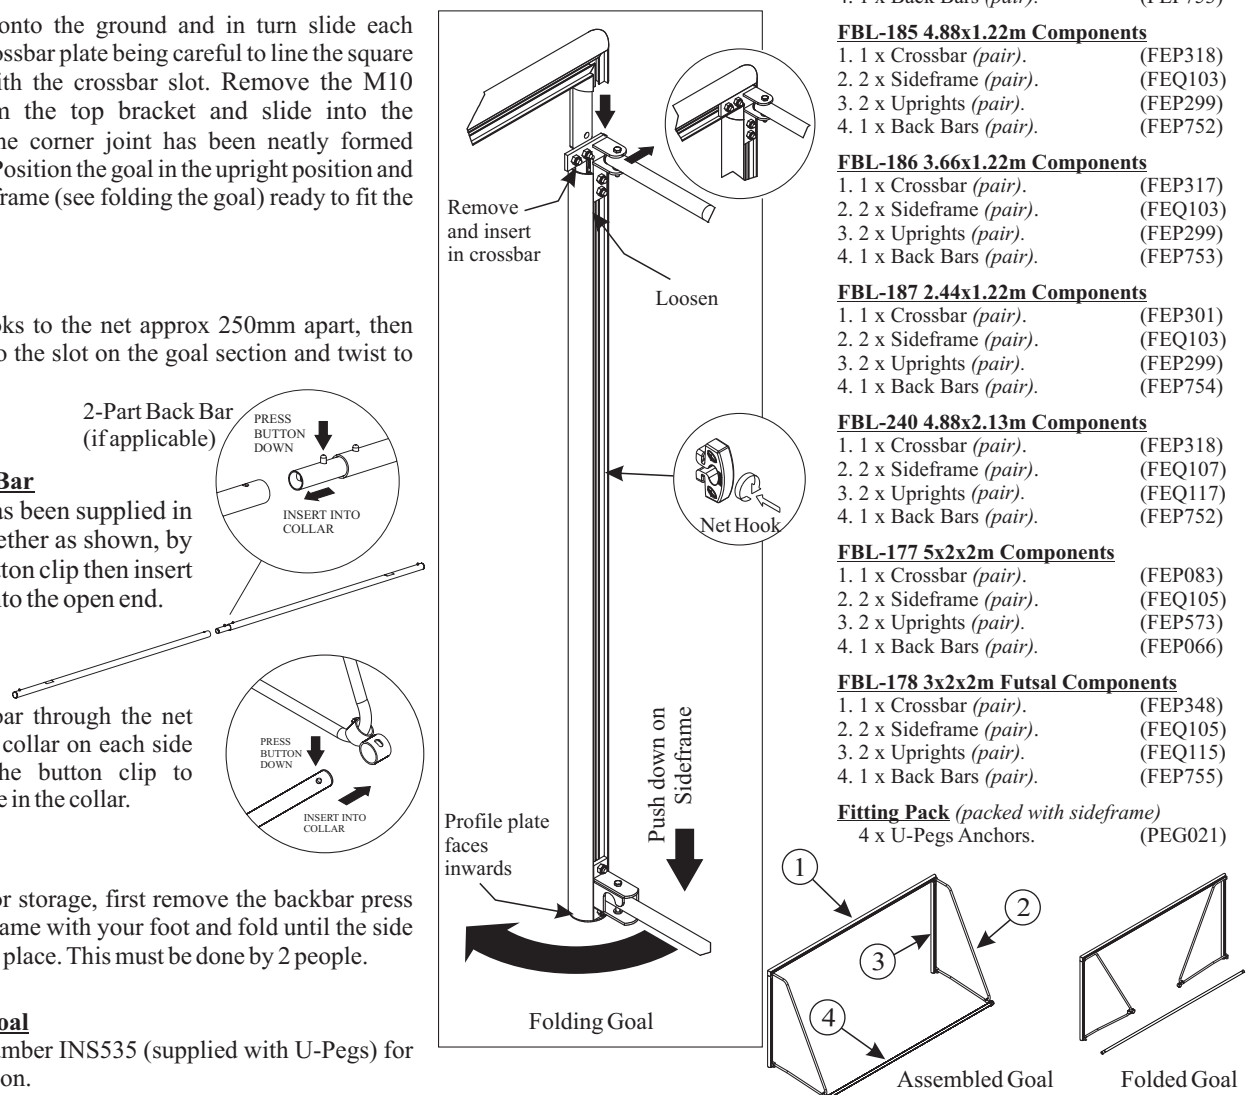 onto the ground and in turn slide each
ossbar plate being careful to line the square
ith the crossbar slot. Remove the M10
m the top bracket and slide into the
he corner joint has been neatly formed
Position the goal in the upright position and
frame (see folding the goal) ready to fit the
oks to the net approx 250mm apart, then
o the slot on the goal section and twist to
2-Part Back Bar
(if applicable)
PRESS
BUTTON
DOWN
INSERT INTO
COLLAR
Bar
as been supplied in
ether as shown, by
tton clip then insert
nto the open end.
bar through the net
collar on each side
he button clip to
e in the collar.
PRESS
BUTTON
DOWN
INSERT INTO
COLLAR
or storage, first remove the backbar press
ame with your foot and fold until the side
place. This must be done by 2 people.
oal
umber INS535 (supplied with U-Pegs) for
on.
Remove
and insert
in crossbar
Loosen
Net Hook
Push down on
Sideframe
Profile plate
faces
inwards
Folding Goal
4. 1 x Back Bars (pair). (FEP753)
FBL-185 4.88x1.22m Components
1. 1 x Crossbar (pair). (FEP318)
2. 2 x Sideframe (pair). (FEQ103)
3. 2 x Uprights (pair). (FEP299)
4. 1 x Back Bars (pair). (FEP752)
FBL-186 3.66x1.22m Components
1. 1 x Crossbar (pair). (FEP317)
2. 2 x Sideframe (pair). (FEQ103)
3. 2 x Uprights (pair). (FEP299)
4. 1 x Back Bars (pair). (FEP753)
FBL-187 2.44x1.22m Components
1. 1 x Crossbar (pair). (FEP301)
2. 2 x Sideframe (pair). (FEQ103)
3. 2 x Uprights (pair). (FEP299)
4. 1 x Back Bars (pair). (FEP754)
FBL-240 4.88x2.13m Components
1. 1 x Crossbar (pair). (FEP318)
2. 2 x Sideframe (pair). (FEQ107)
3. 2 x Uprights (pair). (FEQ117)
4. 1 x Back Bars (pair). (FEP752)
FBL-177 5x2x2m Components
1. 1 x Crossbar (pair). (FEP083)
2. 2 x Sideframe (pair). (FEQ105)
3. 2 x Uprights (pair). (FEP573)
4. 1 x Back Bars (pair). (FEP066)
FBL-178 3x2x2m Futsal Components
1. 1 x Crossbar (pair). (FEP348)
2. 2 x Sideframe (pair). (FEQ105)
3. 2 x Uprights (pair). (FEQ115)
4. 1 x Back Bars (pair). (FEP755)
Fitting Pack (packed with sideframe)
4 x U-Pegs Anchors. (PEG021)
1
2
3
4
Assembled Goal
Folded Goal